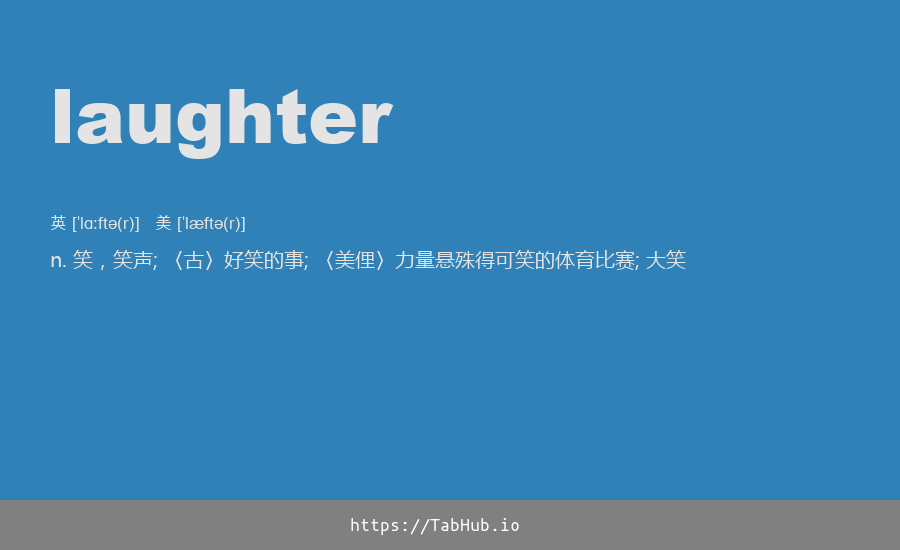 laughter
英 [ˈlɑːftə(r)] 美 [ˈlæftə(r)]
n. 笑，笑声; 〈古〉好笑的事; 〈美俚〉力量悬殊得可笑的体育比赛; 大笑
https://TabHub.io